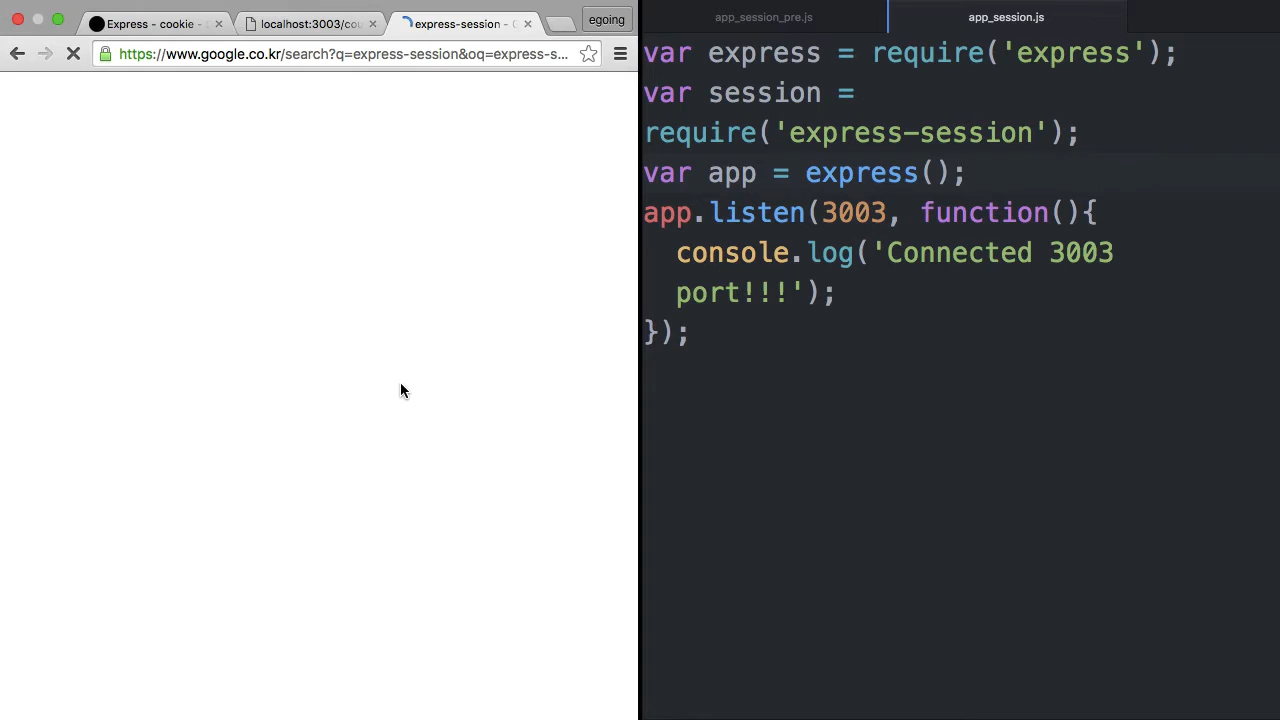 Express - cookie -
localhost:3003/cou
express-session - G
egoing
https://www.google.co.kr/search?q=express-session&oq=express-s...
app_session_pre.js
app_session.js
var express = require('express');
var session =
require('express-session');
var app = express();
app.listen(3003, function(){
console.log('Connected 3003
port!!!');
});